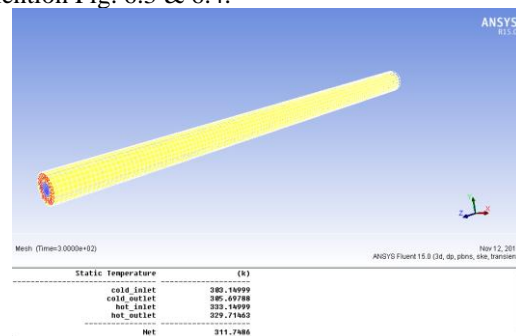 Fig. 6.3 & 6.4.
ANSYS
R15.0
Mesh (Time=3.0000e+02)
Nov 12, 201
ANSYS Fluent 15.0 (3d, dp, pbns, ske, transien
Static Temperature (k)
cold_inlet 303.14999
cold_outlet 305.69788
hot_inlet 333.14999
hot_outlet 329.71463
Net 311.7486